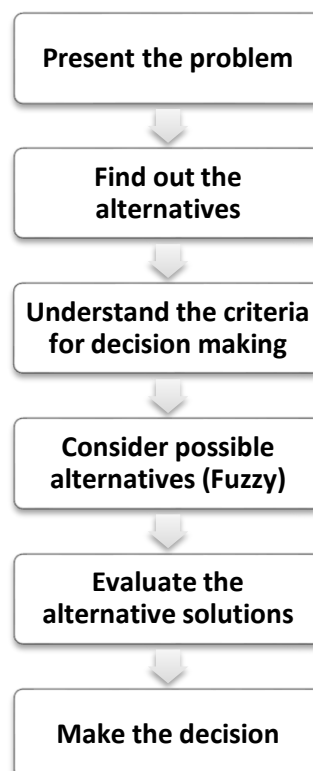 Present the problem
Find out the
alternatives
Understand the criteria
for decision making
Consider possible
alternatives (Fuzzy)
Evaluate the
alternative solutions
Make the decision